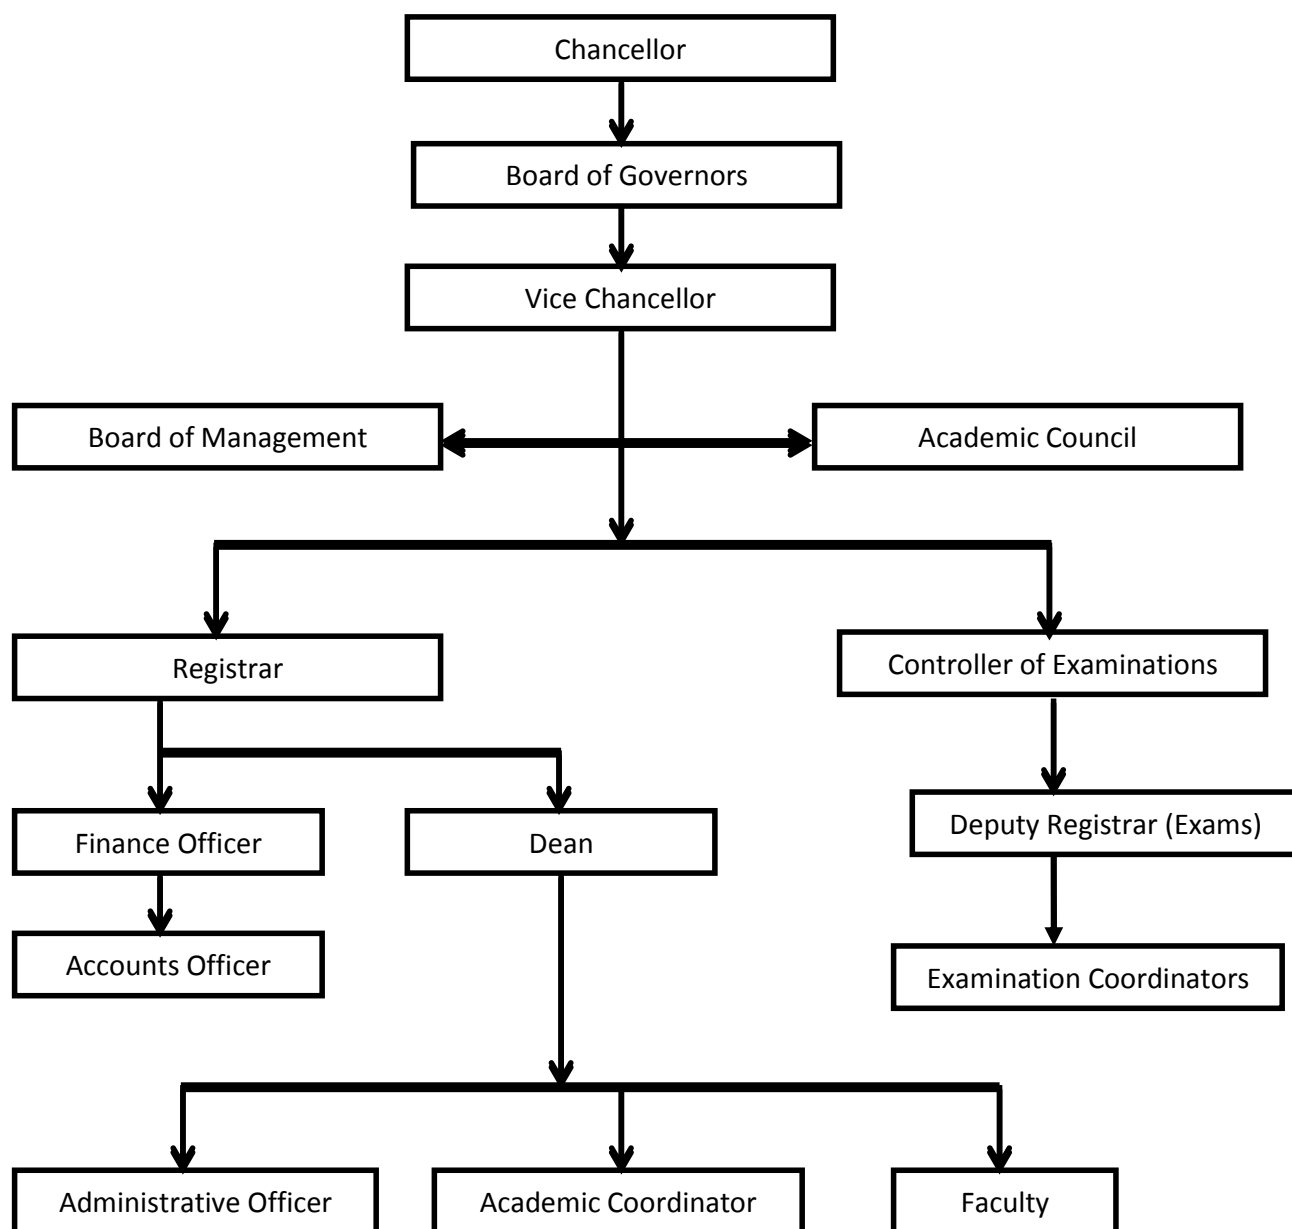 Chancellor
Board of Governors
Vice Chancellor
Board of Management
Academic Council
Registrar
Controller of Examinations
Finance Officer
Dean
Deputy Registrar (Exams)
Accounts Officer
Examination Coordinators
Administrative Officer
Academic Coordinator
Faculty